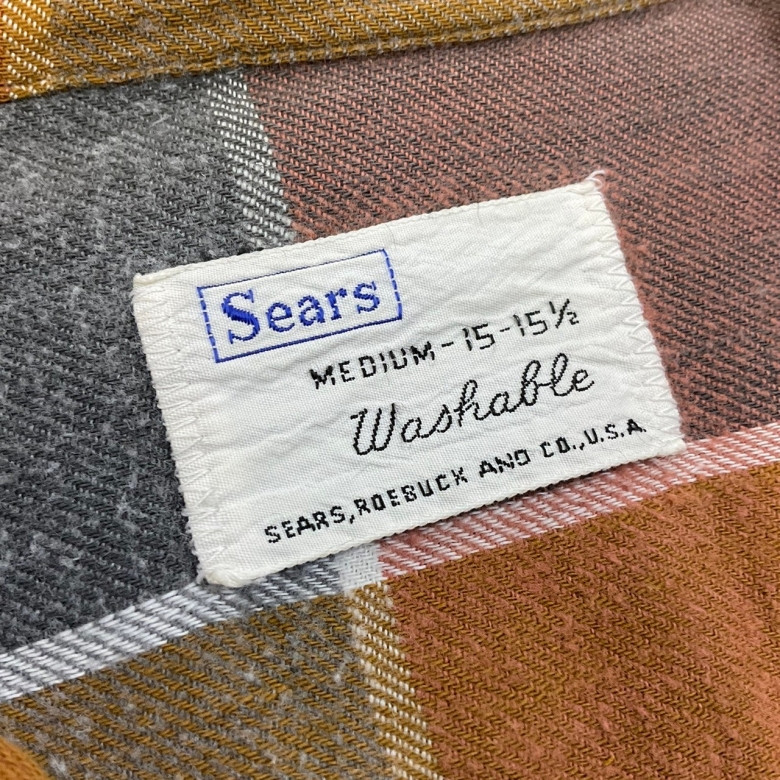 Sears
MEDIUM-15-15½
Washable
SEARS, ROEBUCK AND CO., U.S.A.